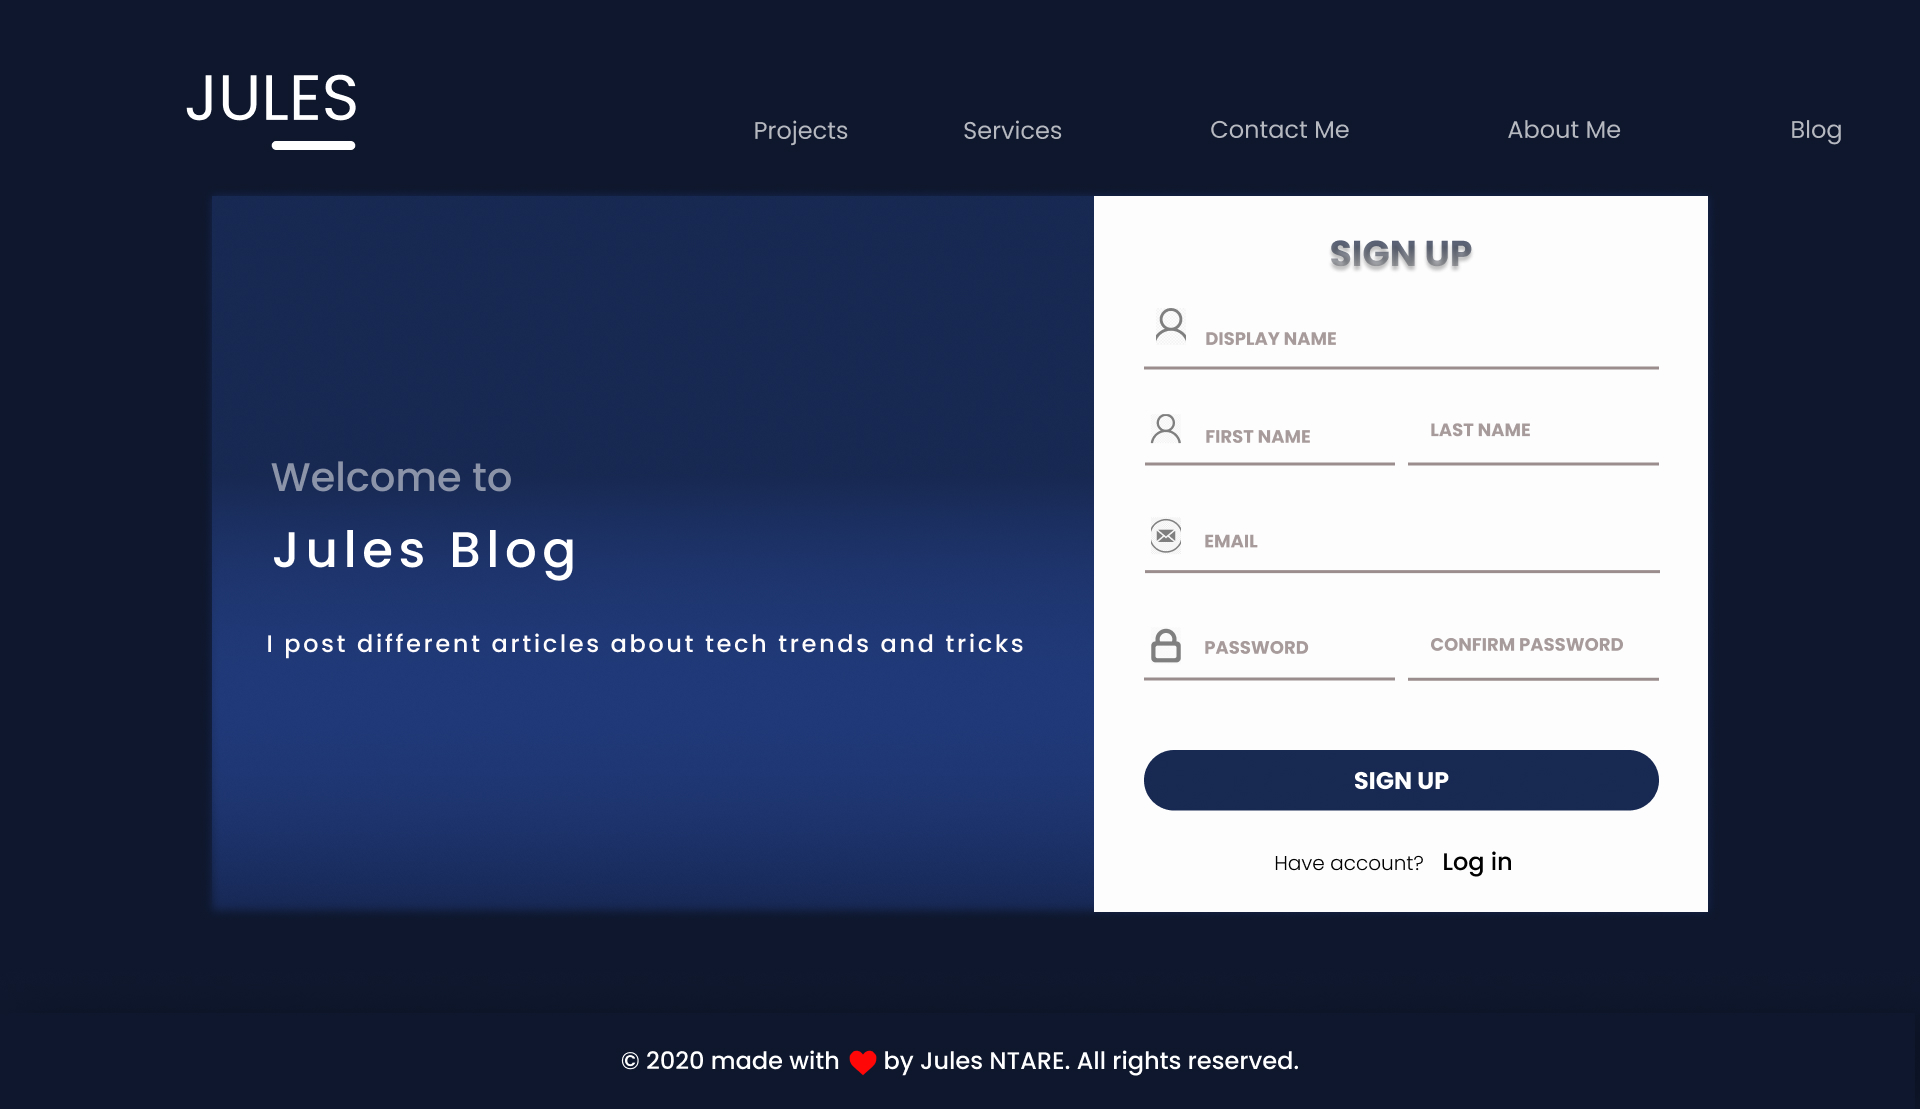 JULES
Projects Services Contact Me About Me Blog
SIGN UP
DISPLAY NAME
FIRST NAME LAST NAME
EMAIL
PASSWORD CONFIRM PASSWORD
SIGN UP
Have account? Log in
Welcome to
Jules Blog
I post different articles about tech trends and tricks
© 2020 made with ❤ by Jules NTARE. All rights reserved.